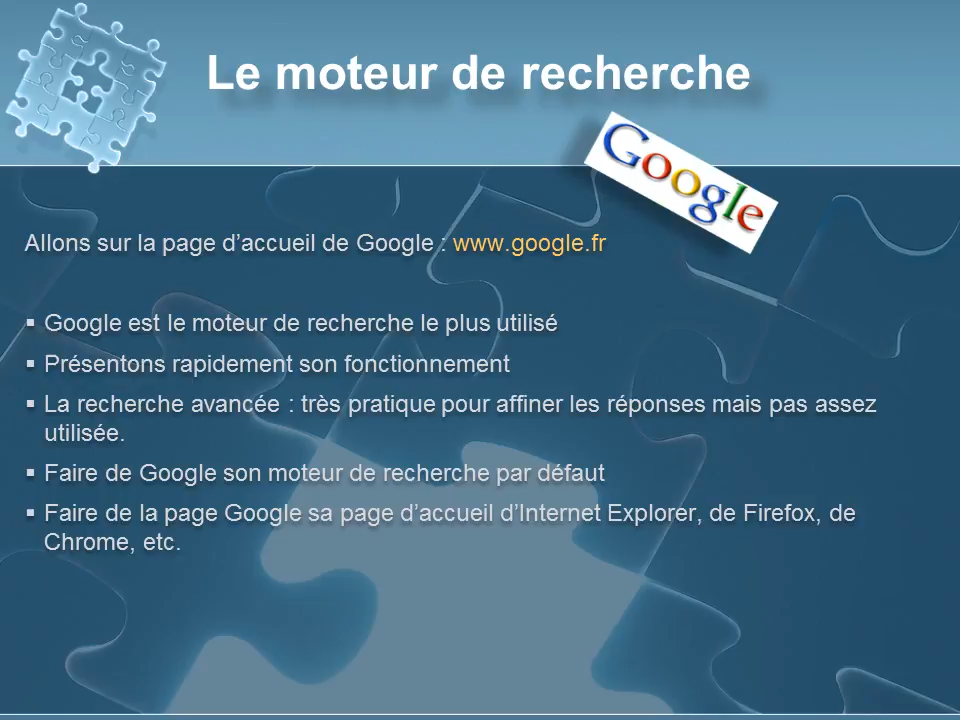 Le moteur de recherche
Google
Allons sur la page d’accueil de Google : www.google.fr
▪ Google est le moteur de recherche le plus utilisé
▪ Présentons rapidement son fonctionnement
▪ La recherche avancée : très pratique pour affiner les réponses mais pas assez
utilisée.
▪ Faire de Google son moteur de recherche par défaut
▪ Faire de la page Google sa page d’accueil d’Internet Explorer, de Firefox, de
Chrome, etc.